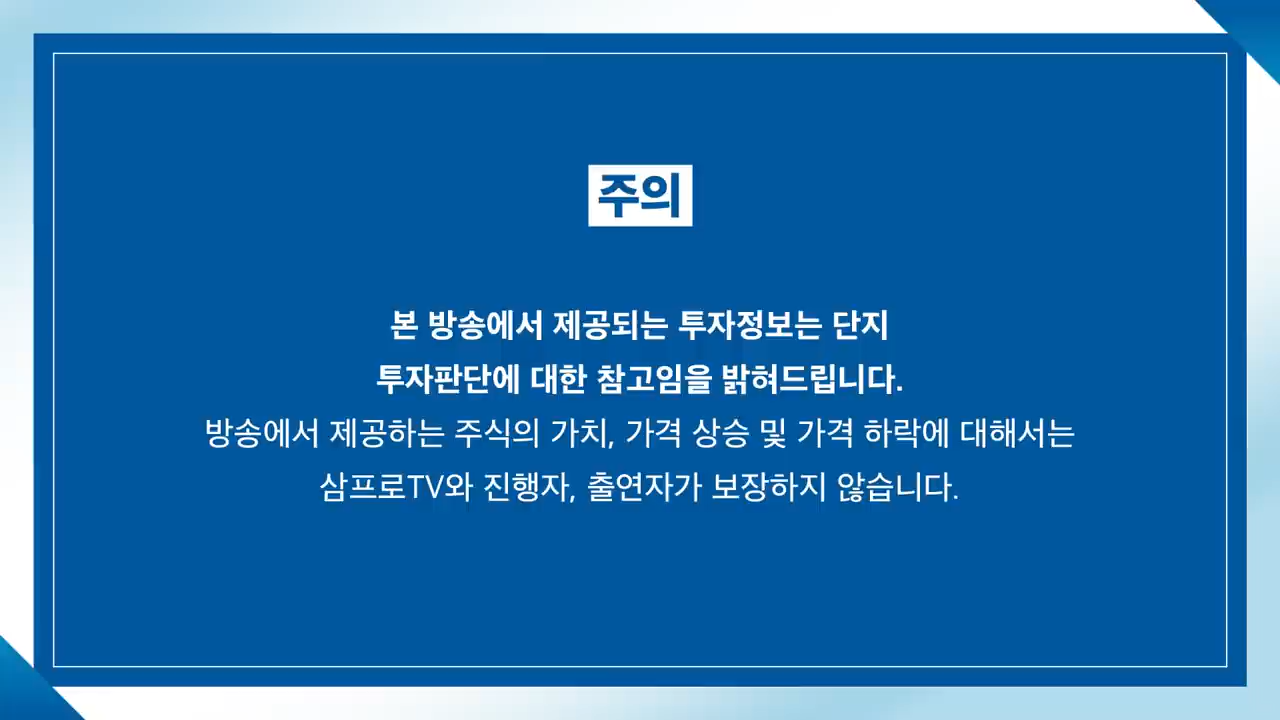 주의
본 방송에서 제공되는 투자정보는 단지
투자판단에 대한 참고임을 밝혀드립니다.
방송에서 제공하는 주식의 가치, 가격 상승 및 가격 하락에 대해서는
삼프로TV와 진행자, 출연자가 보장하지 않습니다.